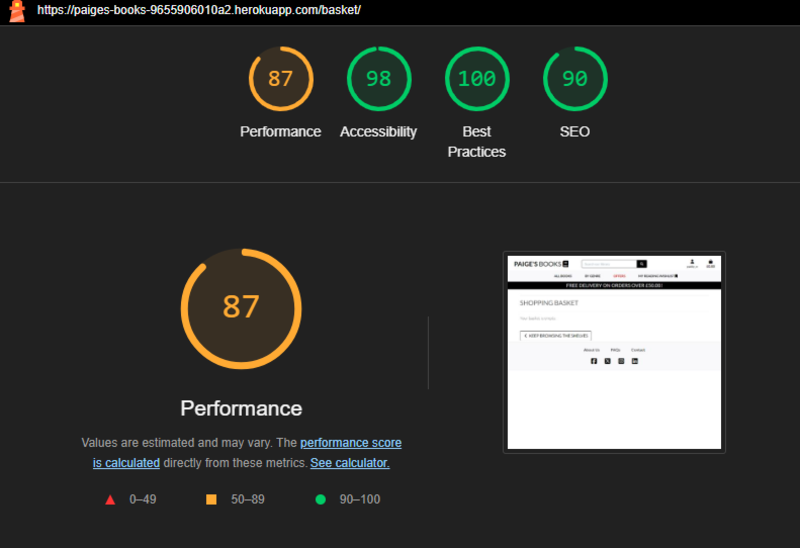 https://paiges-books-9655906010a2.herokuapp.com/basket/
87
98
100
90
Performance
Accessibility
Best
Practices
SEO
87
Performance
Values are estimated and may vary. The performance score
is calculated directly from these metrics. See calculator.
0–49
50–89
90–100
PAIGE'S BOOKS
ALL BOOKS
BY GENRE
OFFERS
FREE DELIVERY ON ORDERS OVER £50.00!
SHOPPING BASKET
Your basket is empty.
KEEP BROWSING THE SHELVES
About Us
FAQs
Contact